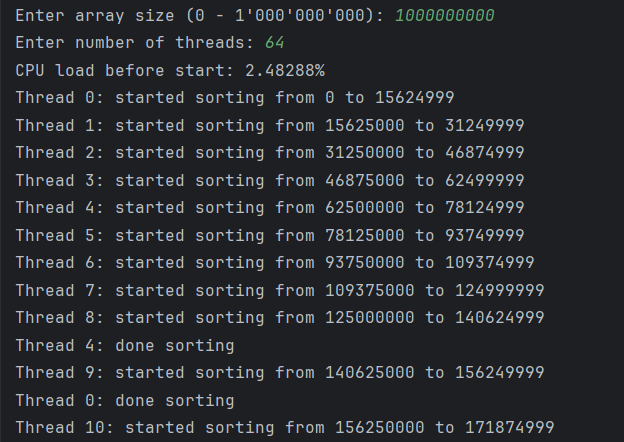 Enter array size (0 - 1'000'000'000): 1000000000
Enter number of threads: 64
CPU load before start: 2.48288%
Thread 0: started sorting from 0 to 15624999
Thread 1: started sorting from 15625000 to 31249999
Thread 2: started sorting from 31250000 to 46874999
Thread 3: started sorting from 46875000 to 62499999
Thread 4: started sorting from 62500000 to 78124999
Thread 5: started sorting from 78125000 to 93749999
Thread 6: started sorting from 93750000 to 109374999
Thread 7: started sorting from 109375000 to 124999999
Thread 8: started sorting from 125000000 to 140624999
Thread 4: done sorting
Thread 9: started sorting from 140625000 to 156249999
Thread 0: done sorting
Thread 10: started sorting from 156250000 to 171874999